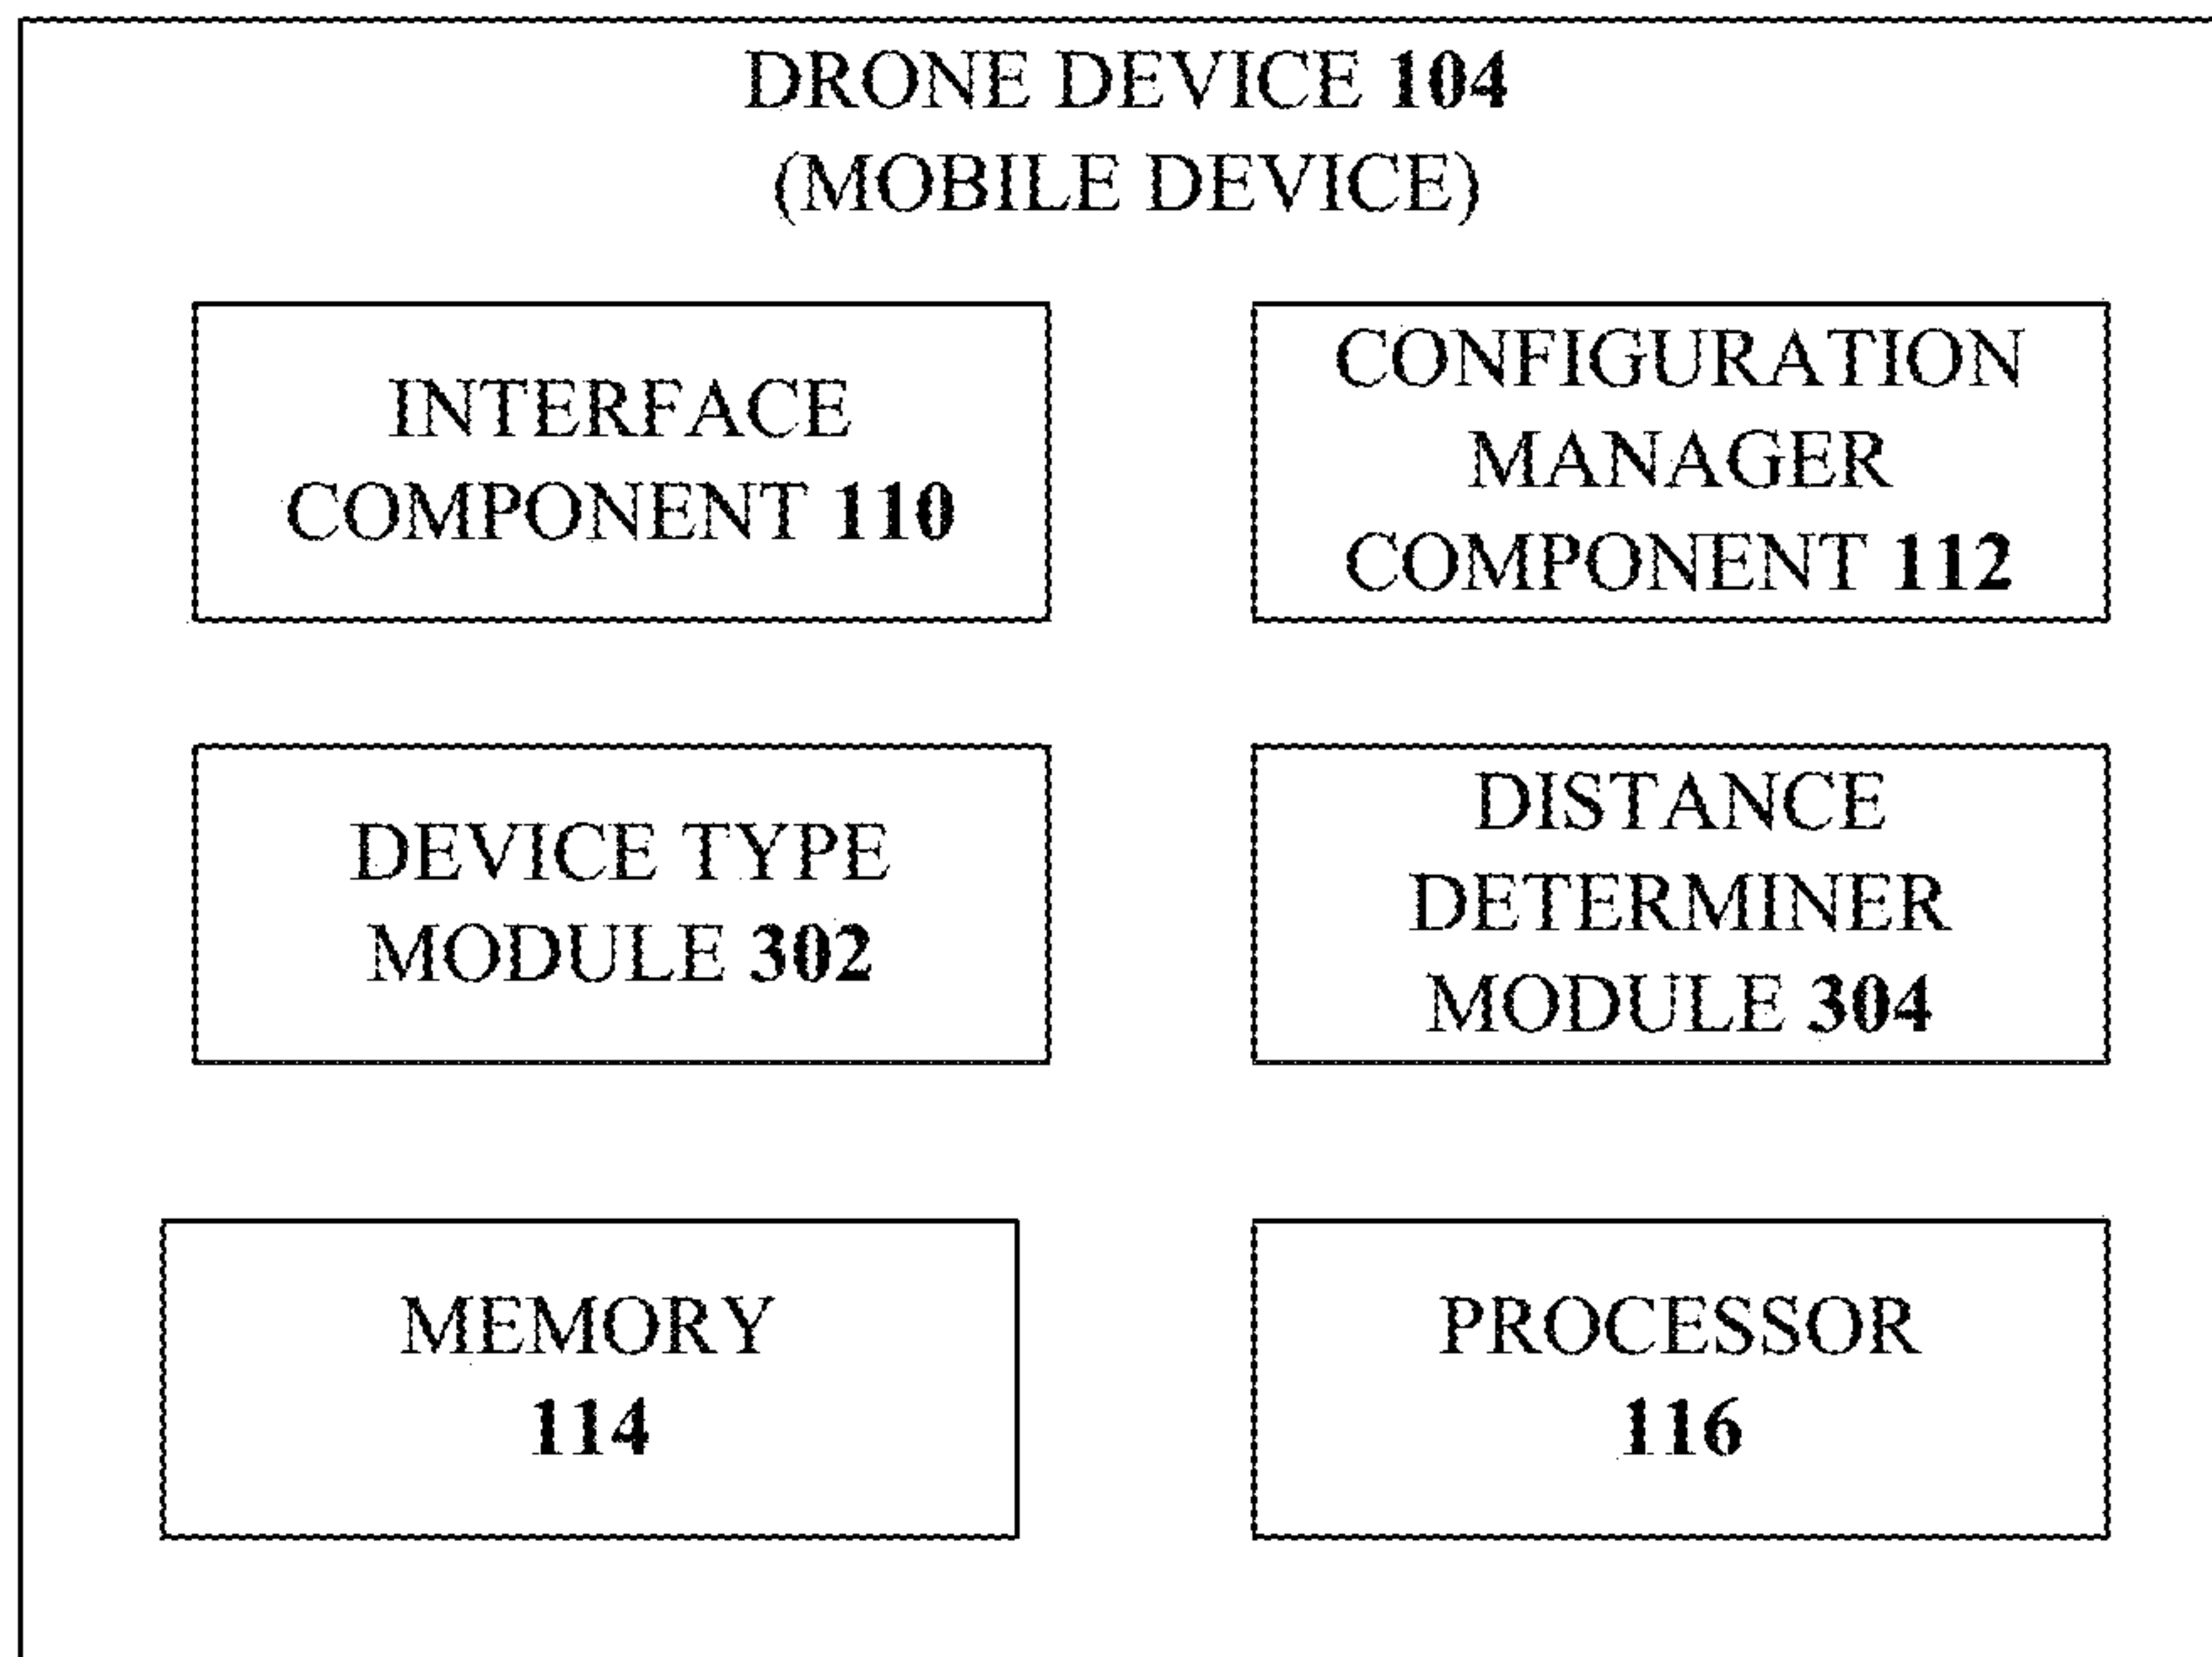 DRONE DEVICE 104
(MOBILE DEVICE)
INTERFACE
COMPONENT 110
CONFIGURATION
MANAGER
COMPONENT 112
DEVICE TYPE
MODULE 302
DISTANCE
DETERMINER
MODULE 304
MEMORY
114
PROCESSOR
116